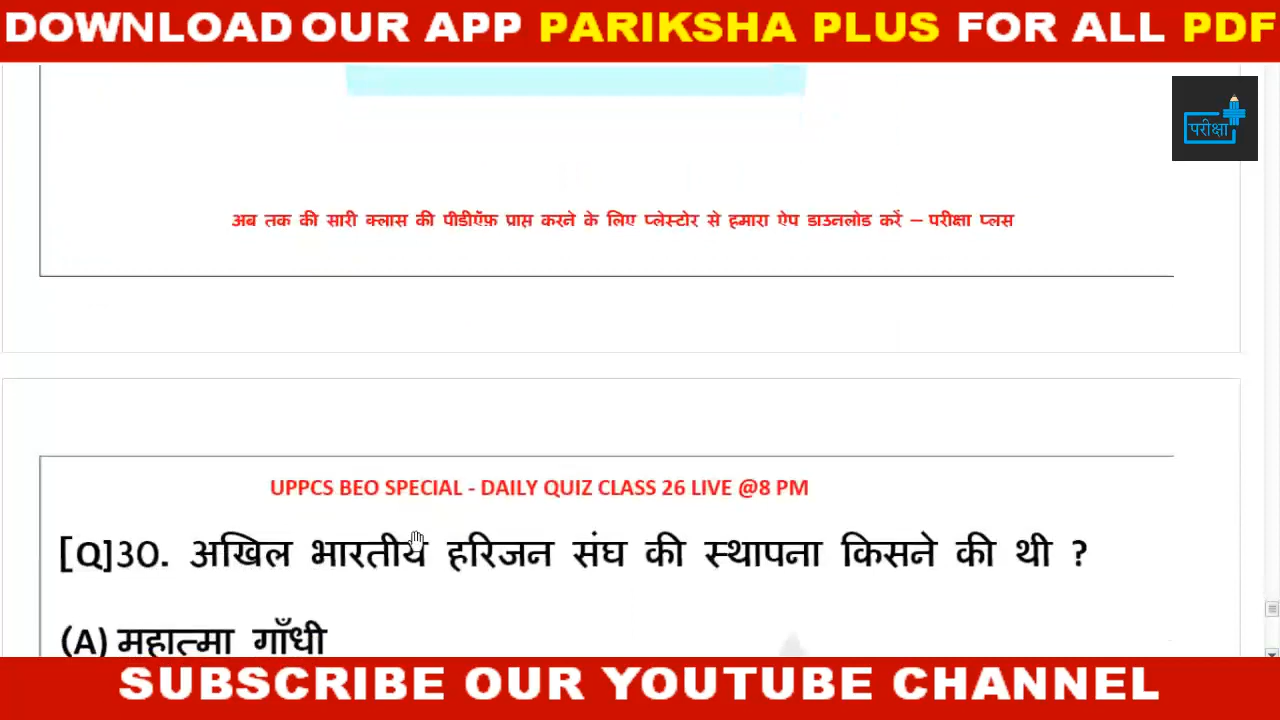 DOWNLOAD OUR APP PARIKSHA PLUS FOR ALL PDF
परीक्षा
अब तक की सारी क्लास की पीडीऍफ़ प्राप्त करने के लिए प्लेस्टोर से हमारा ऐप डाउनलोड करें – परीक्षा प्लस
UPPCS BEO SPECIAL - DAILY QUIZ CLASS 26 LIVE @8 PM
[Q]30. अखिल भारतीय हरिजन संघ की स्थापना किसने की थी ?
(A) महात्मा गाँधी
SUBSCRIBE OUR YOUTUBE CHANNEL